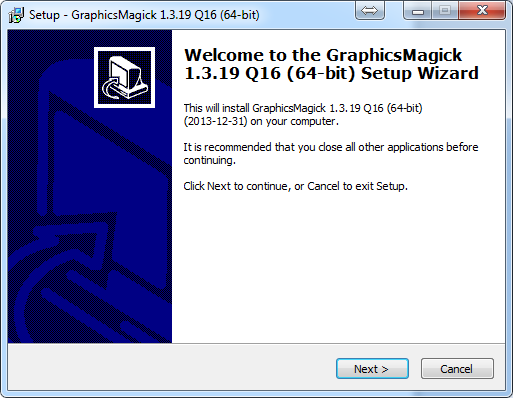 Setup - GraphicsMagick 1.3.19 Q16 (64-bit)
Welcome to the GraphicsMagick
1.3.19 Q16 (64-bit) Setup Wizard
This will install GraphicsMagick 1.3.19 Q16 (64-bit)
(2013-12-31) on your computer.
It is recommended that you close all other applications before
continuing.
Click Next to continue, or Cancel to exit Setup.
Next >
Cancel